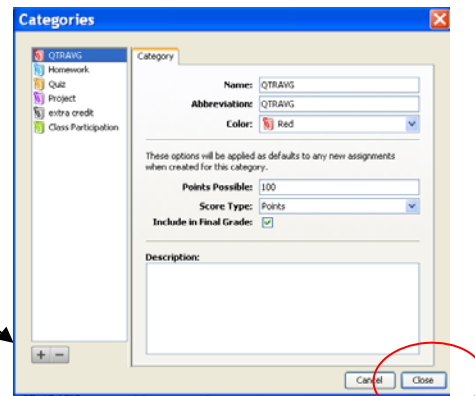 Categories
QTRAVG
Homework
Quiz
Project
extra credit
Class Participation
Category
Name: QTRAVG
Abbreviation: QTRAVG
Color: Red
These options will be applied as defaults to any new assignments
when created for this category.
Points Possible: 100
Score Type: Points
Include in Final Grade:
Description:
+ −
Cancel Close